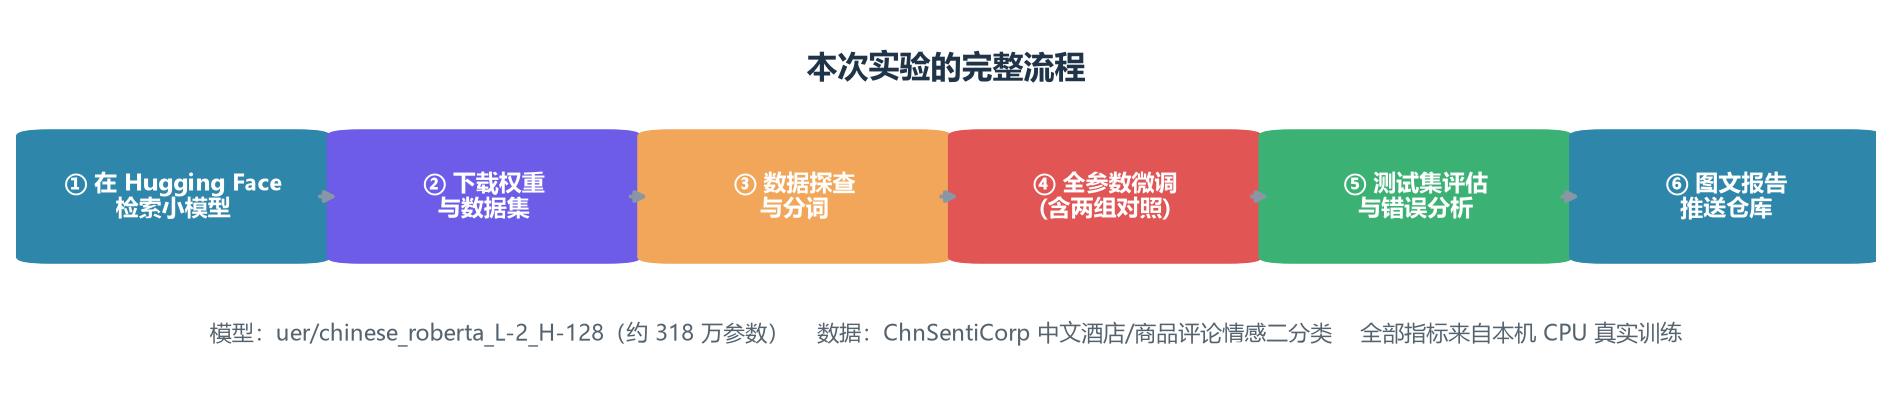 本次实验的完整流程
① 在 Hugging Face
检索小模型
② 下载权重
与数据集
③ 数据探查
与分词
④ 全参数微调
(含两组对照)
⑤ 测试集评估
与错误分析
⑥ 图文报告
推送仓库
模型：uer/chinese_roberta_L-2_H-128（约 318 万参数）　数据：ChnSentiCorp 中文酒店/商品评论情感二分类　全部指标来自本机 CPU 真实训练